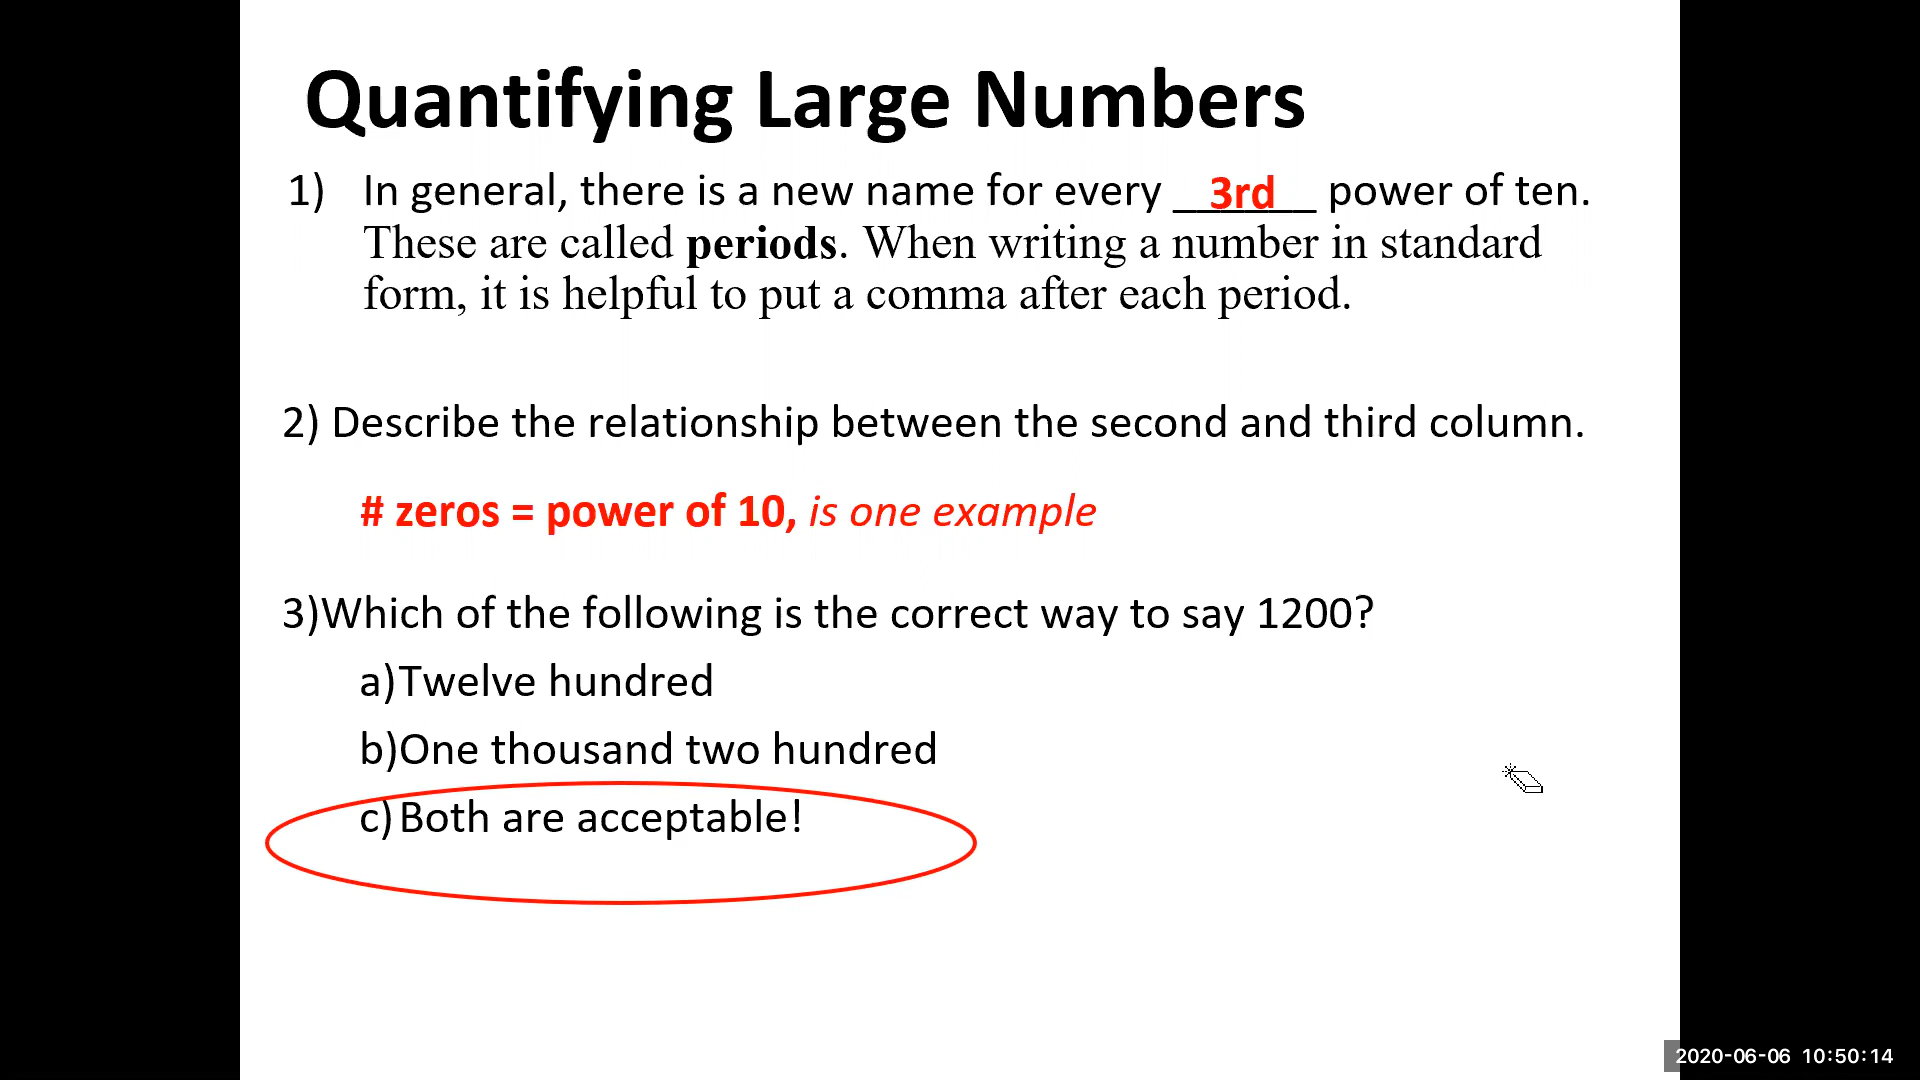 Quantifying Large Numbers
1) In general, there is a new name for every __3rd__ power of ten.
These are called periods. When writing a number in standard
form, it is helpful to put a comma after each period.
2) Describe the relationship between the second and third column.
# zeros = power of 10, is one example
3)Which of the following is the correct way to say 1200?
a)Twelve hundred
b)One thousand two hundred
c)Both are acceptable!
2020-06-06 10:50:14